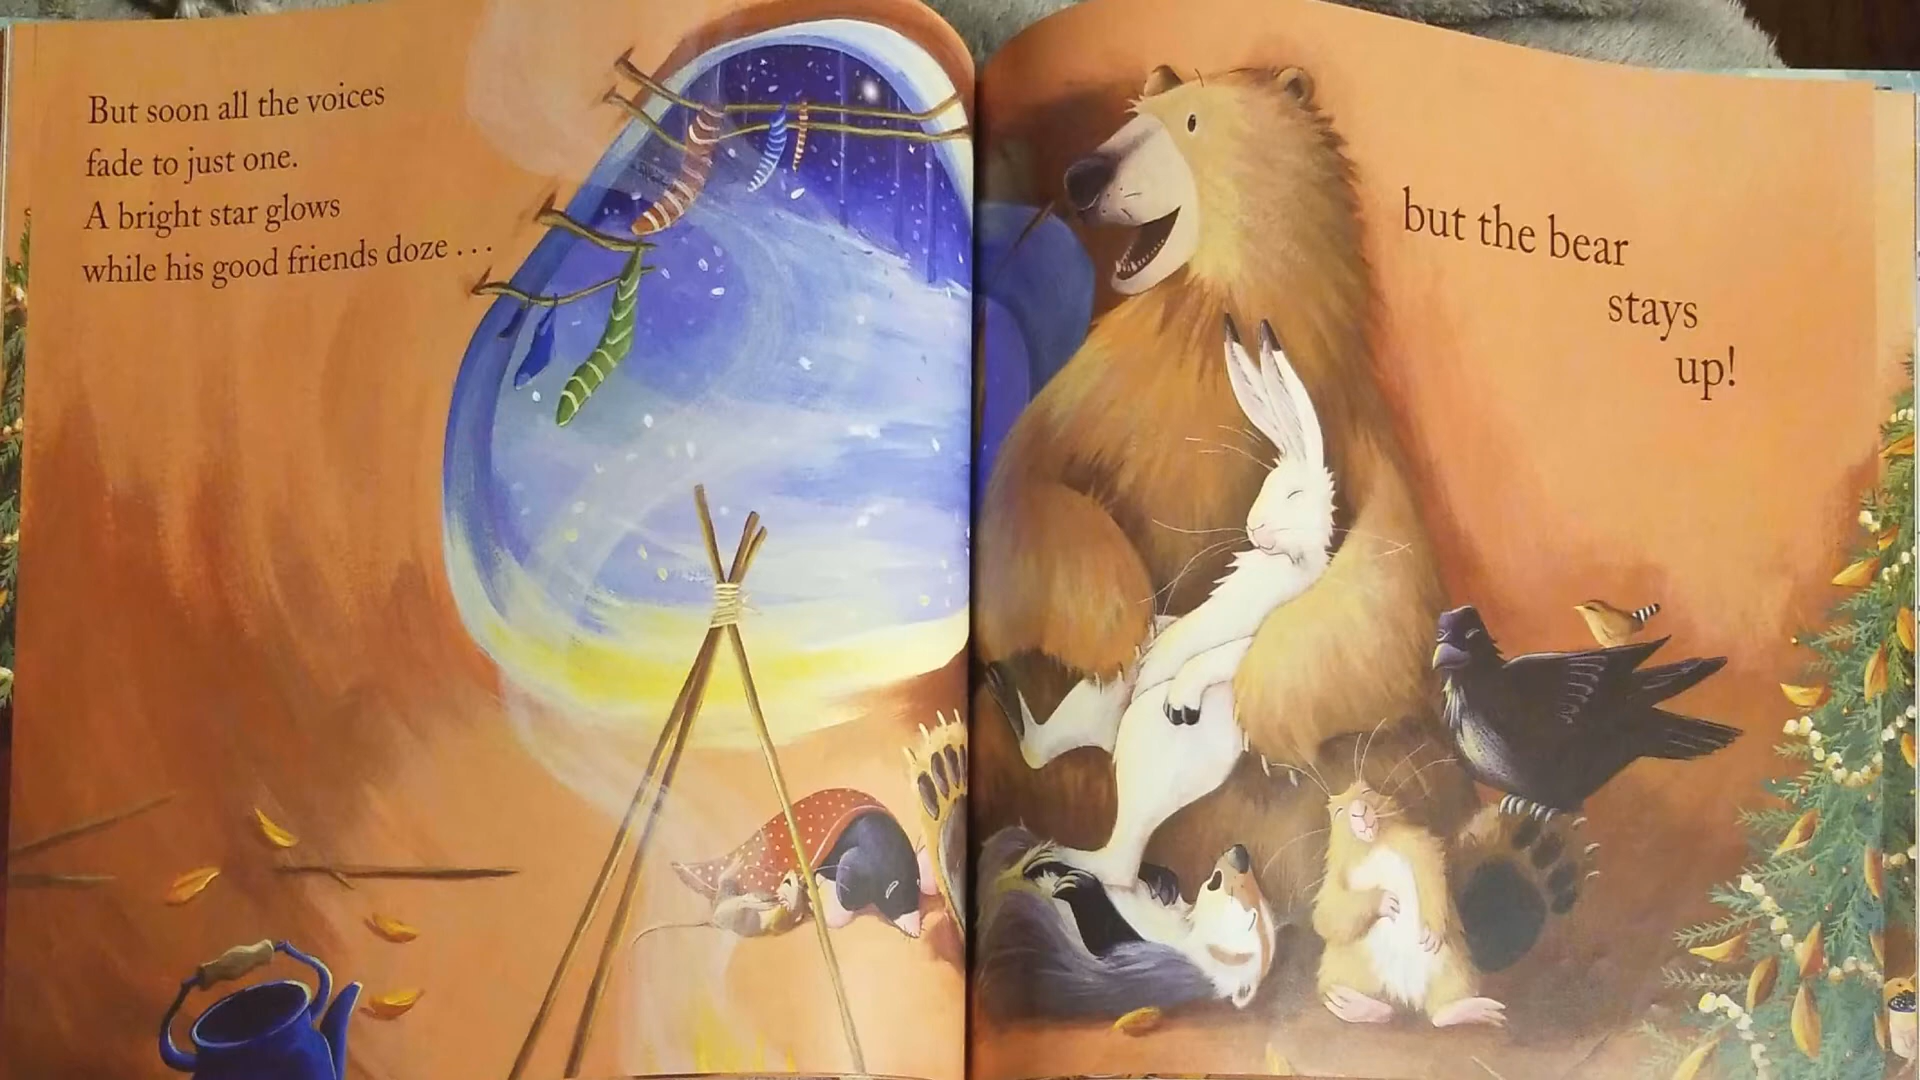 But soon all the voices
fade to just one.
A bright star glows
while his good friends doze . . .
but the bear
stays
up!